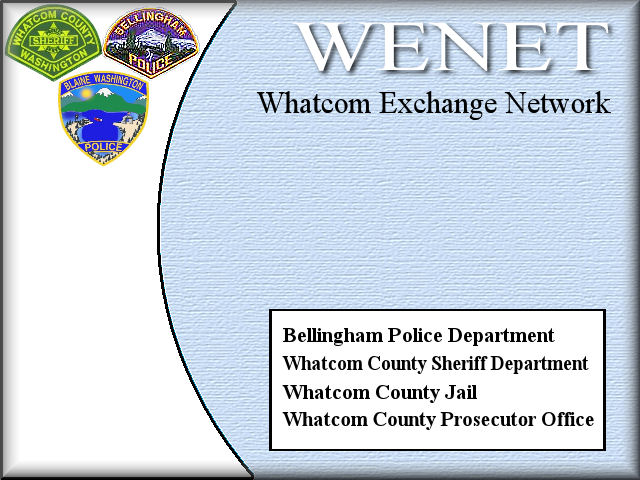 WHATCOM COUNTY
SHERIFF
WASHINGTON
BELLINGHAM
POLICE
BLAINE WASHINGTON
POLICE
WENET
Whatcom Exchange Network
Bellingham Police Department
Whatcom County Sheriff Department
Whatcom County Jail
Whatcom County Prosecutor Office